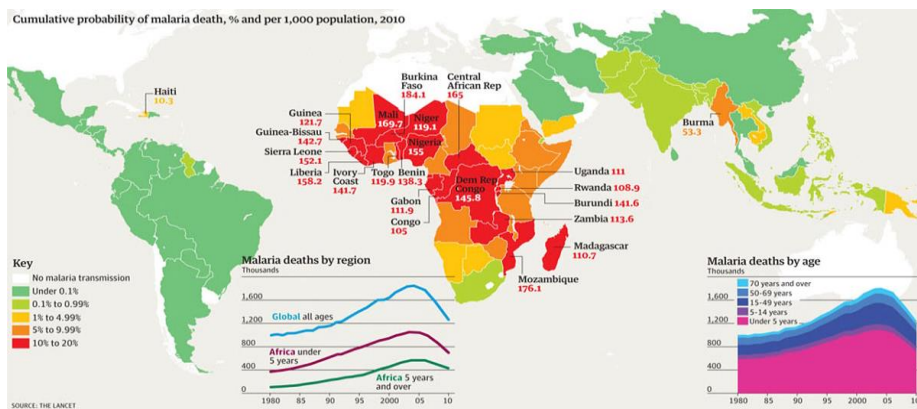 Cumulative probability of malaria death, % and per 1,000 population, 2010
Haiti
10.3
Burkina
Faso
184.1
Central
African Rep
165
Guinea
121.7
Mali
169.7
Niger
119.1
Guinea-Bissau
142.7
Nigeria
155
Sierra Leone
152.1
Liberia
158.2
Ivory
Coast
141.7
Togo
119.9
Benin
138.3
Burma
53.3
Uganda 111
Dem Rep
Congo
145.8
Rwanda 108.9
Gabon
111.9
Burundi 141.6
Congo
105
Zambia
113.6
Madagascar
110.7
Mozambique
176.1
Key
No malaria transmission
Under 0.1%
0.1% to 0.99%
1% to 4.99%
5% to 9.99%
10% to 20%
Malaria deaths by region
Thousands
1,600
1,200
800
400
0
Global all ages
Africa under
5 years
Africa 5 years
and over
1980 85 90 95 2000 05 10
Malaria deaths by age
Thousands
1,600
1,200
800
400
0
70 years and over
50-69 years
15-49 years
5-14 years
Under 5 years
1980 85 90 95 2000 05 10
SOURCE: THE LANCET